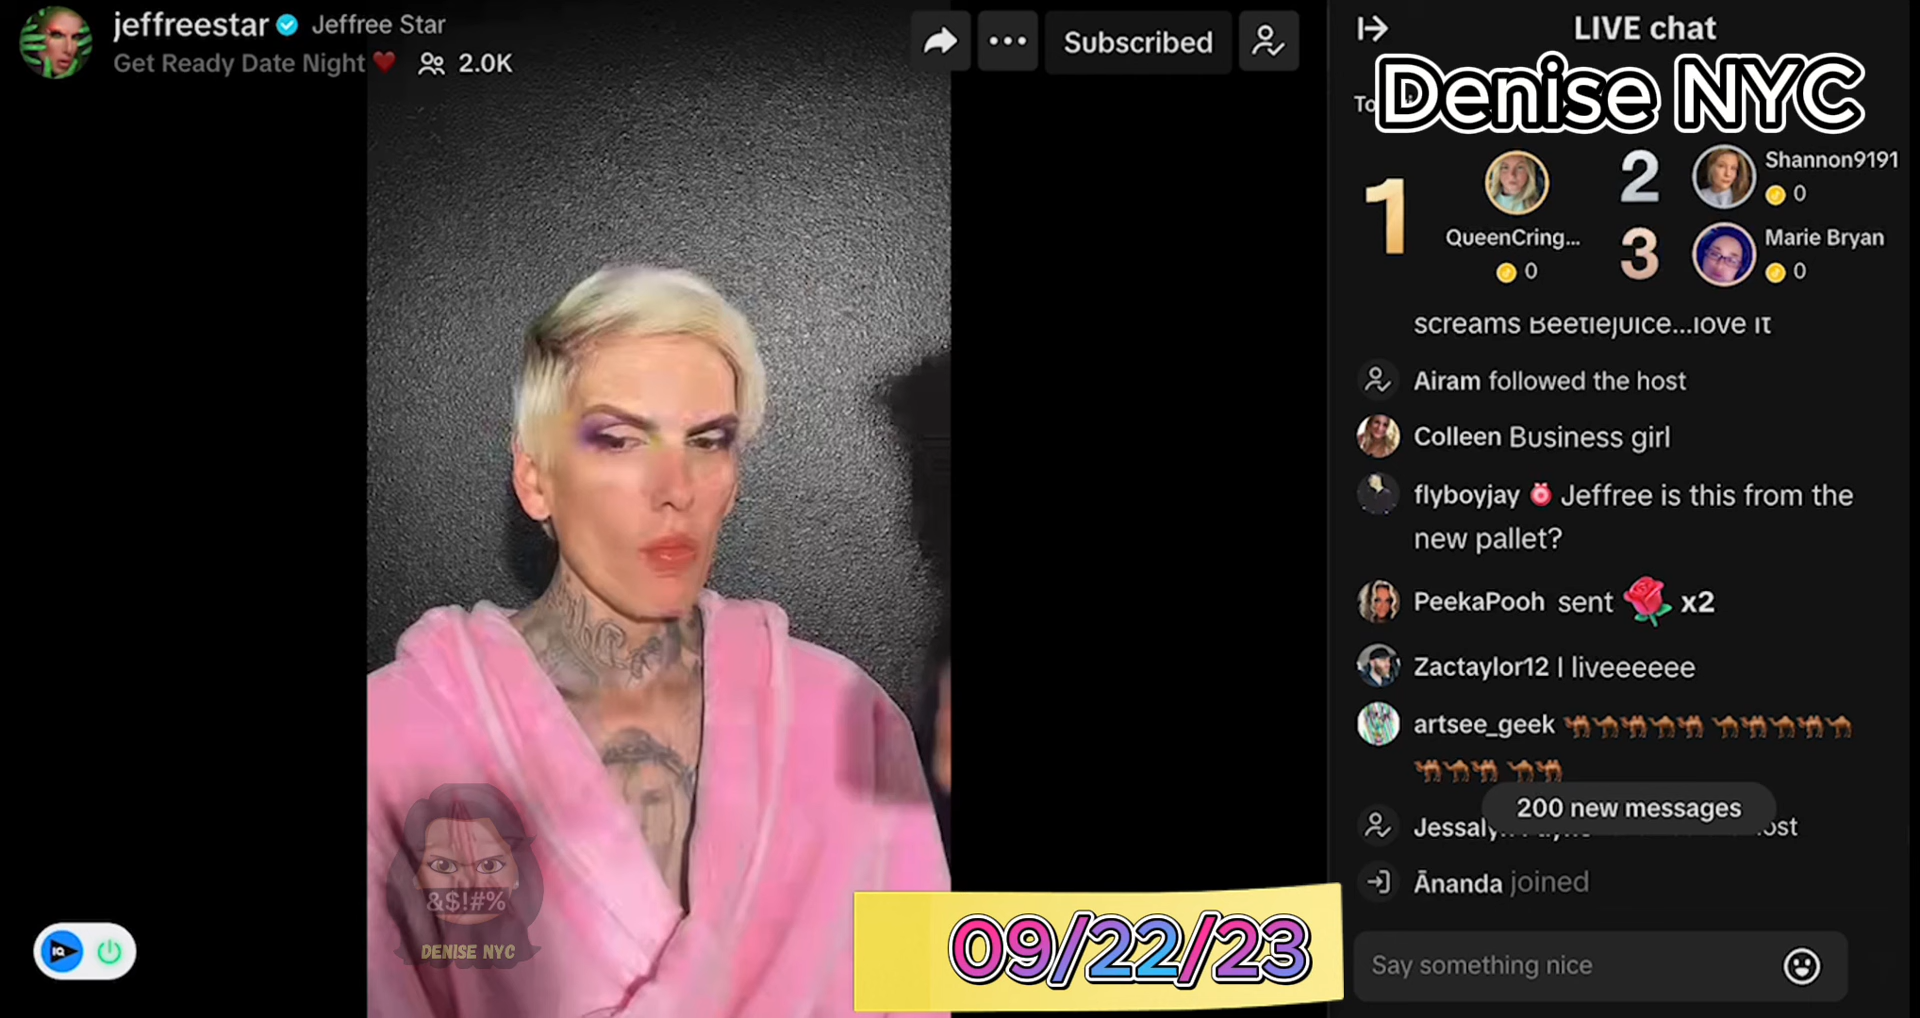 jeffreestar Jeffree Star
Get Ready Date Night 2.0K
Subscribed
LIVE chat
Denise NYC
To
1
QueenCring...
0
2
Shannon9191
0
3
Marie Bryan
0
screams Beetlejuice...love it
Airam followed the host
Colleen Business girl
flyboyjay Jeffree is this from the
new pallet?
PeekaPooh sent x2
Zactaylor12 I liveeeeee
artsee_geek
200 new messages
Ānanda joined
Say something nice
&$!#%
DENISE NYC
IQ
09/22/23